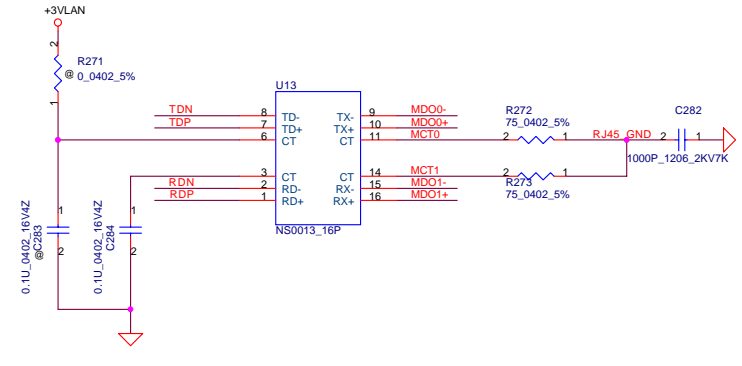 +3VLAN
2
R271
@ 0_0402_5%
1
U13
TDN 8 TD- TX- 9 MDO0-
TDP 7 TD+ TX+ 10 MDO0+
6 CT CT 11 MCT0
R272
75_0402_5%
2 1
RJ45_GND
C282
2 1
1000P_1206_2KV7K
3 CT CT 14 MCT1
RDN 2 RD- RX- 15 MDO1-
RDP 1 RD+ RX+ 16 MDO1+
2 1
R273
75_0402_5%
NS0013_16P
0.1U_0402_16V4Z
@C283
1
2
0.1U_0402_16V4Z
C284
1
2